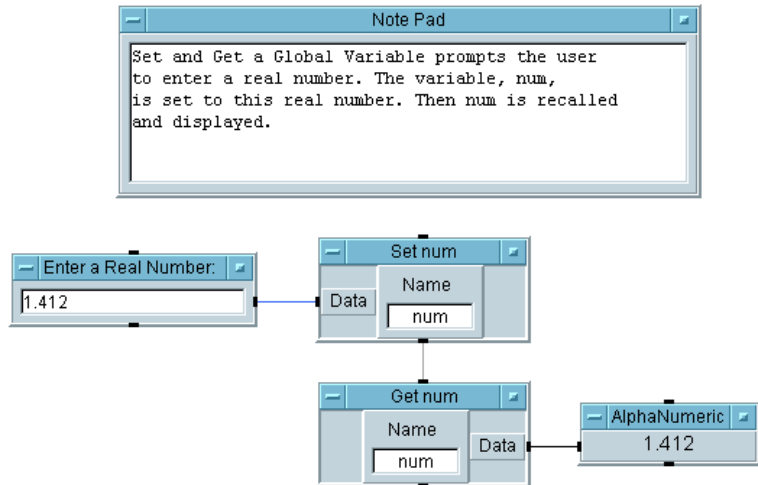 Note Pad
Set and Get a Global Variable prompts the user
to enter a real number. The variable, num,
is set to this real number. Then num is recalled
and displayed.
Enter a Real Number:
1.412
Set num
Data
Name
num
Get num
Name
num
Data
AlphaNumeric
1.412